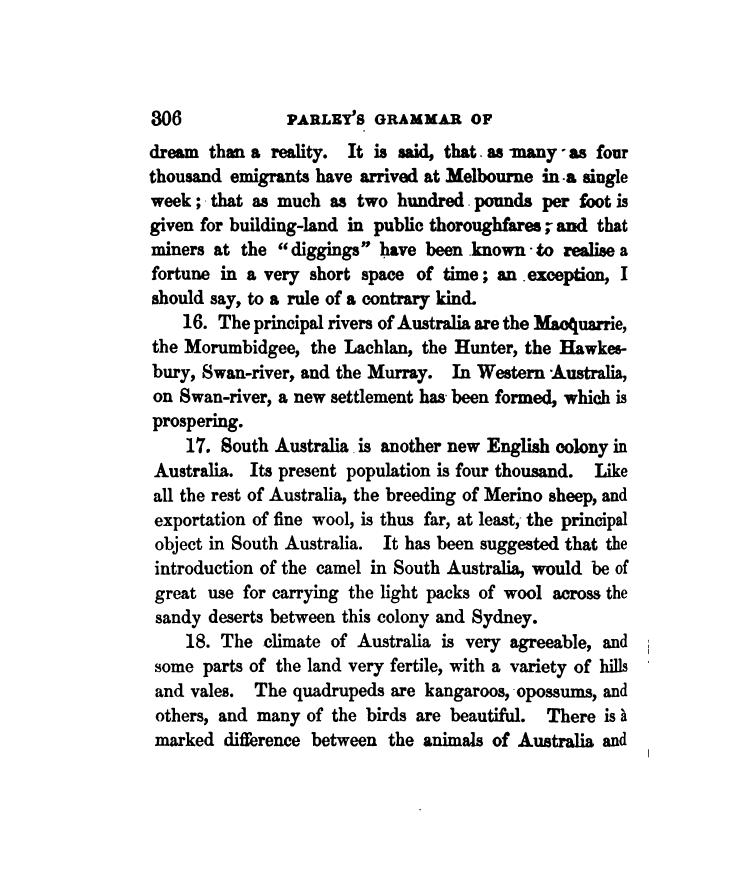 306 PARLEY'S GRAMMAR OF
dream than a reality. It is said, that as many as four
thousand emigrants have arrived at Melbourne in a single
week; that as much as two hundred pounds per foot is
given for building-land in public thoroughfares; and that
miners at the "diggings" have been known to realise a
fortune in a very short space of time; an exception, I
should say, to a rule of a contrary kind.
16. The principal rivers of Australia are the Macquarrie,
the Morumbidgee, the Lachlan, the Hunter, the Hawkes-
bury, Swan-river, and the Murray. In Western Australia,
on Swan-river, a new settlement has been formed, which is
prospering.
17. South Australia is another new English colony in
Australia. Its present population is four thousand. Like
all the rest of Australia, the breeding of Merino sheep, and
exportation of fine wool, is thus far, at least, the principal
object in South Australia. It has been suggested that the
introduction of the camel in South Australia, would be of
great use for carrying the light packs of wool across the
sandy deserts between this colony and Sydney.
18. The climate of Australia is very agreeable, and
some parts of the land very fertile, with a variety of hills
and vales. The quadrupeds are kangaroos, opossums, and
others, and many of the birds are beautiful. There is a
marked difference between the animals of Australia and